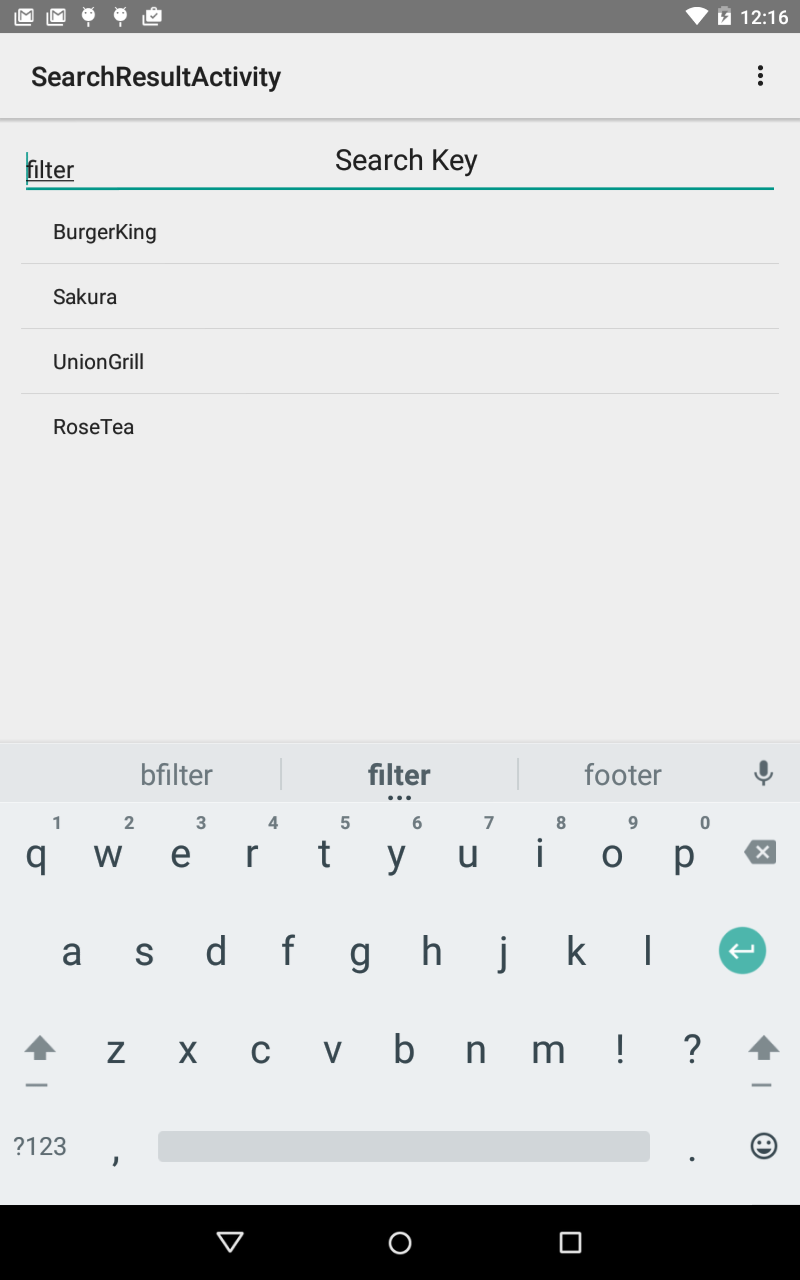 12:16
SearchResultActivity
Search Key
filter
BurgerKing
Sakura
UnionGrill
RoseTea
bfilter filter footer
1 2 3 4 5 6 7 8 9 0
q w e r t y u i o p
a s d f g h j k l
z x c v b n m ! ?
?123 , .